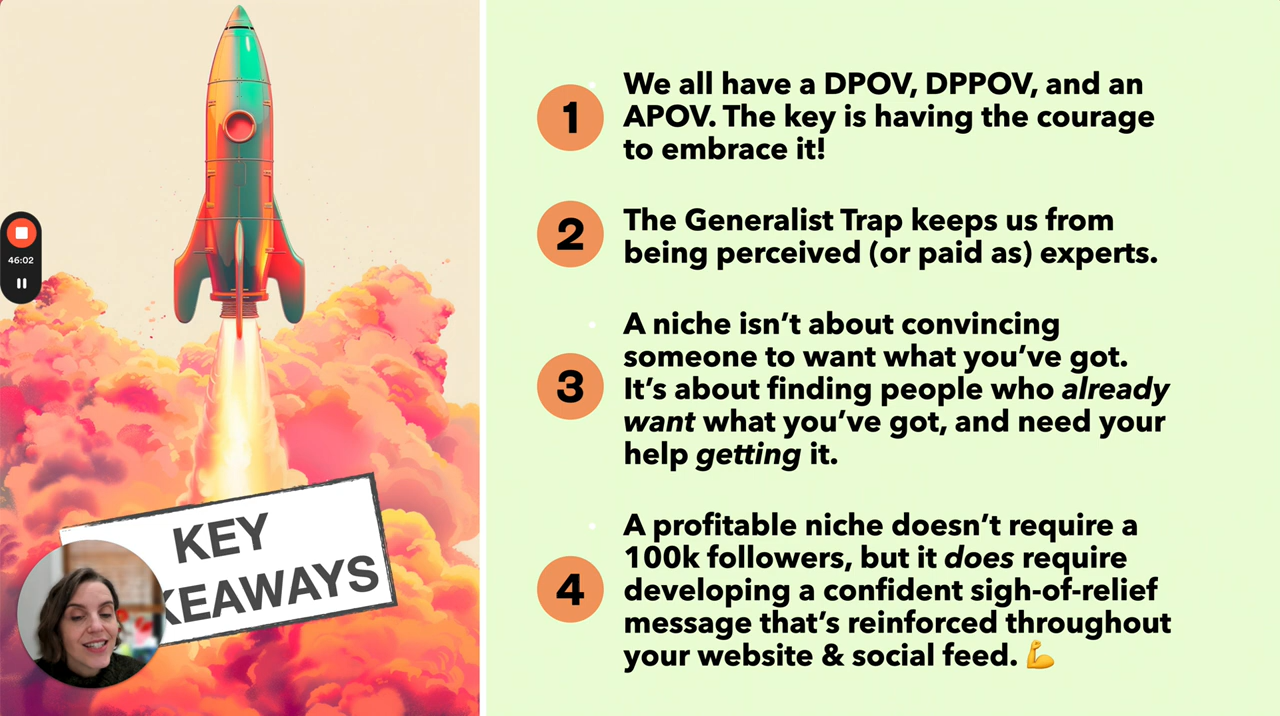 46:02
KEY
KEAWAYS
1
We all have a DPOV, DPPOV, and an
APOV. The key is having the courage
to embrace it!
2
The Generalist Trap keeps us from
being perceived (or paid as) experts.
3
A niche isn’t about convincing
someone to want what you’ve got.
It’s about finding people who already
want what you’ve got, and need your
help getting it.
4
A profitable niche doesn’t require a
100k followers, but it does require
developing a confident sigh-of-relief
message that’s reinforced throughout
your website & social feed. 💪